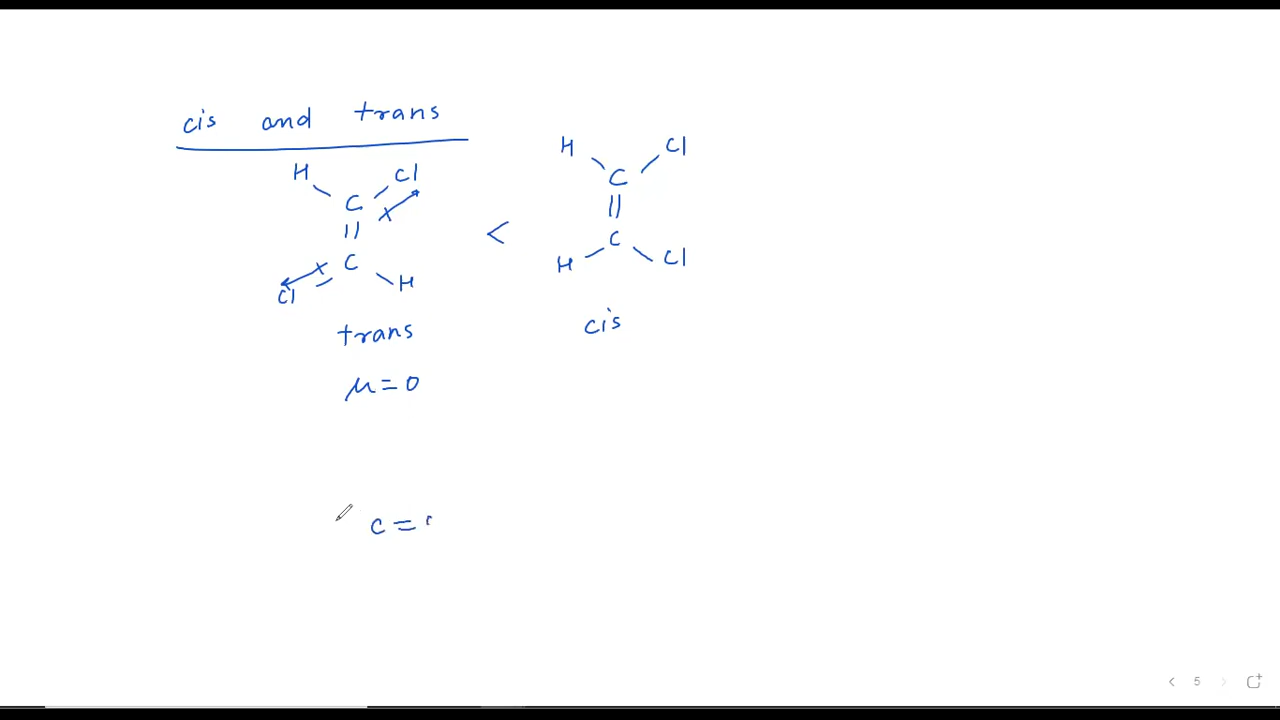 cis and trans
H Cl
C
||
C
Cl H
trans
μ = 0
<
H Cl
C
||
C
H Cl
cis
c = c
5